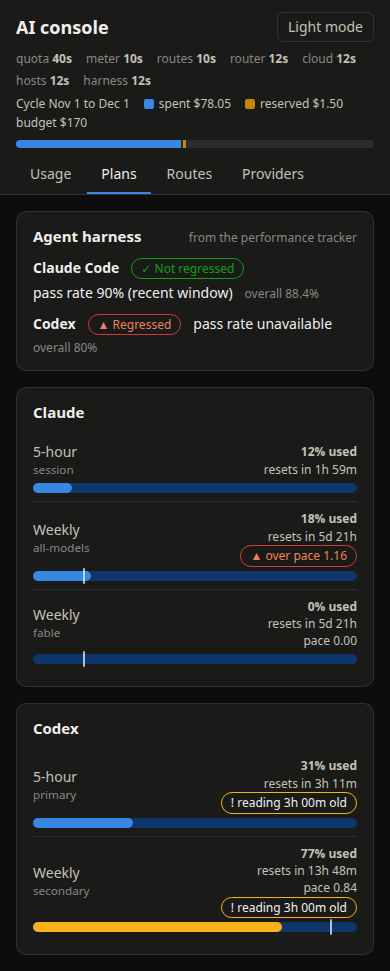 AI console
Light mode
quota 40s meter 10s routes 10s router 12s cloud 12s
hosts 12s harness 12s
Cycle Nov 1 to Dec 1 spent $78.05 reserved $1.50
budget $170
Usage Plans Routes Providers
Agent harness from the performance tracker
Claude Code ✓ Not regressed
pass rate 90% (recent window) overall 88.4%
Codex ▲ Regressed pass rate unavailable
overall 80%
Claude
5-hour
session
12% used
resets in 1h 59m
Weekly
all-models
18% used
resets in 5d 21h
▲ over pace 1.16
Weekly
fable
0% used
resets in 5d 21h
pace 0.00
Codex
5-hour
primary
31% used
resets in 3h 11m
! reading 3h 00m old
Weekly
secondary
77% used
resets in 13h 48m
pace 0.84
! reading 3h 00m old